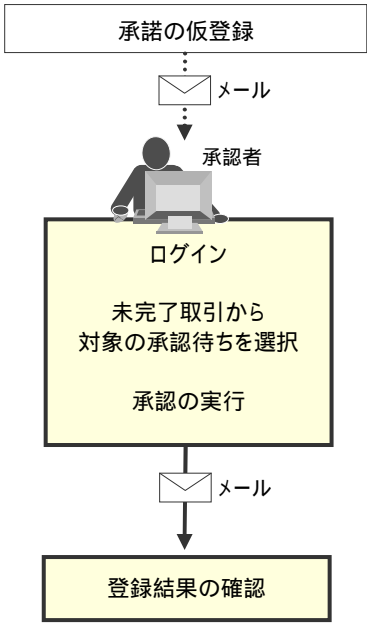 承諾の仮登録
メール
承認者
ログイン
未完了取引から
対象の承認待ちを選択
承認の実行
メール
登録結果の確認